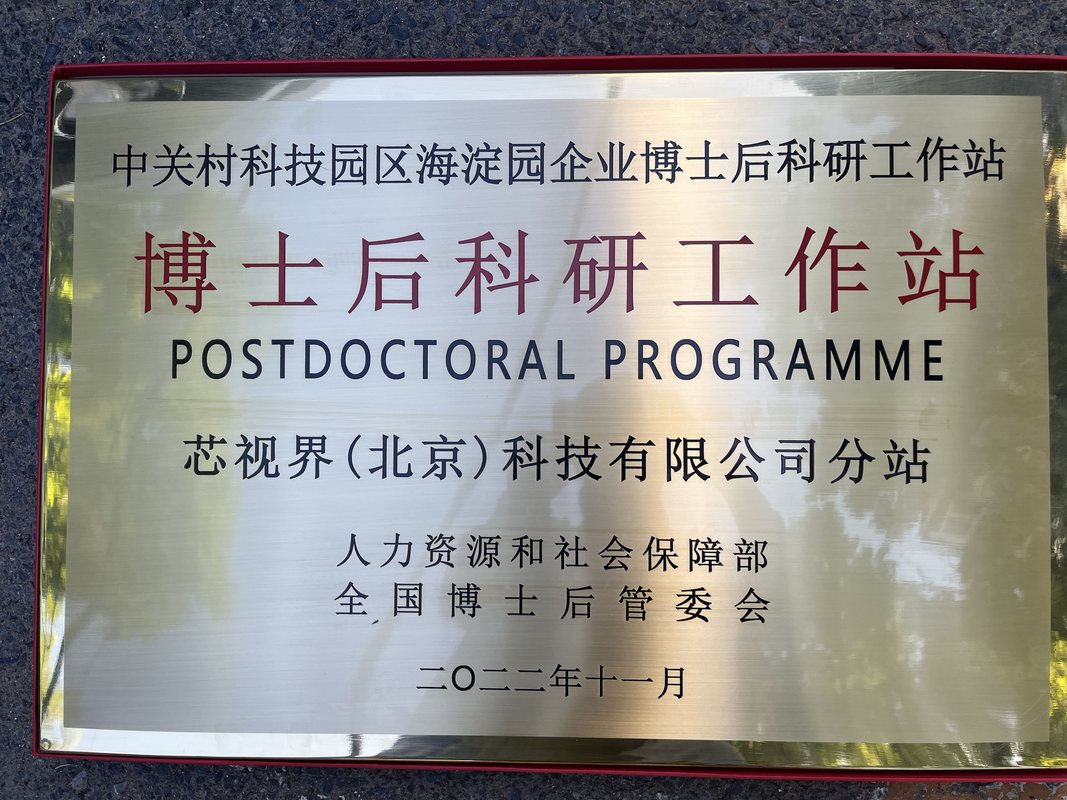 中关村科技园区海淀园企业博士后科研工作站
博士后科研工作站
POSTDOCTORAL PROGRAMME
芯视界(北京)科技有限公司分站
人力资源和社会保障部
全国博士后管委会
二〇二二年十一月